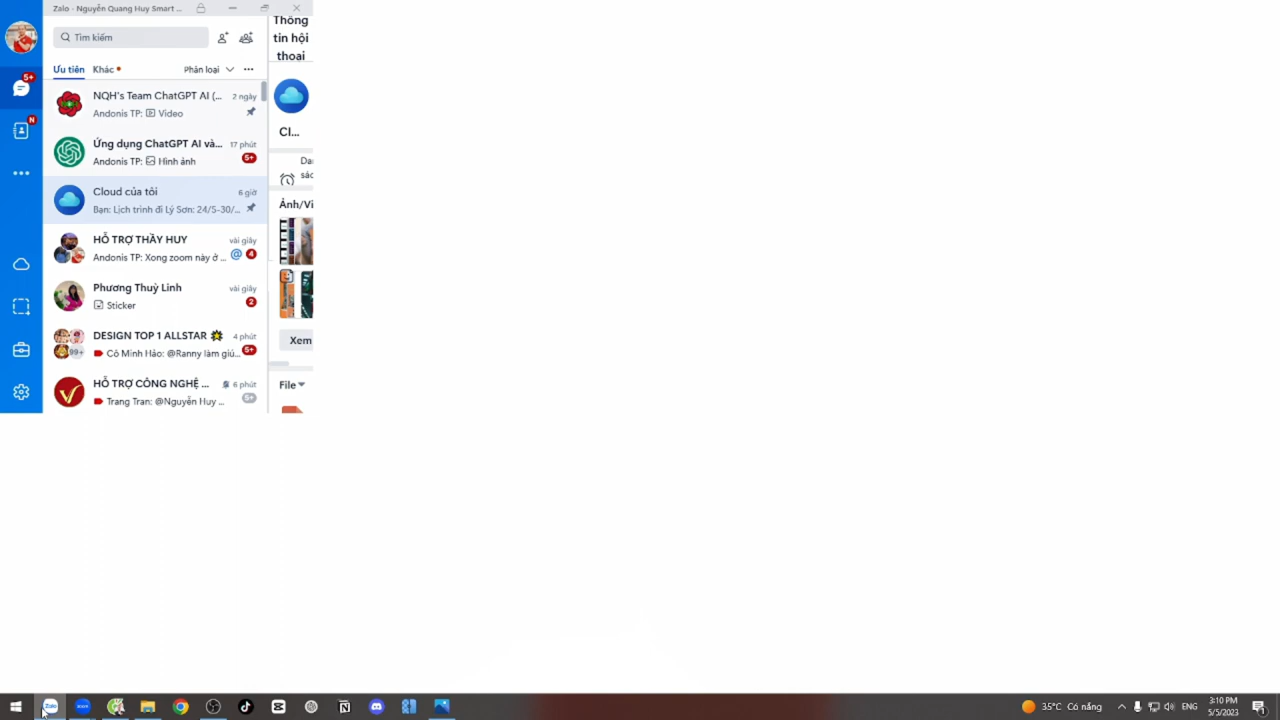 Zalo - Nguyễn Quang Huy Smart ...
Tìm kiếm
Ưu tiên Khác Phân loại
NQH's Team ChatGPT AI (... 2 ngày
Andonis TP: Video
Ứng dụng ChatGPT AI và... 17 phút
Andonis TP: Hình ảnh 5+
Cloud của tôi 6 giờ
Bạn: Lịch trình đi Lý Sơn: 24/5-30/...
HỖ TRỢ THẦY HUY vài giây
Andonis TP: Xong zoom này ở ... @ 4
Phương Thuỳ Linh vài giây
Sticker 2
DESIGN TOP 1 ALLSTAR 4 phút
99+ Cô Minh Hảo: @Ranny làm giú... 5+
HỖ TRỢ CÔNG NGHỆ ... 6 phút
Trang Tran: @Nguyễn Huy ... 5+
5+
N
Thông
tin hội
thoại
Cl...
Ảnh/Vi
Xem
File
Zalo
zoom
35°C Có nắng
ENG
3:10 PM
5/5/2023
1